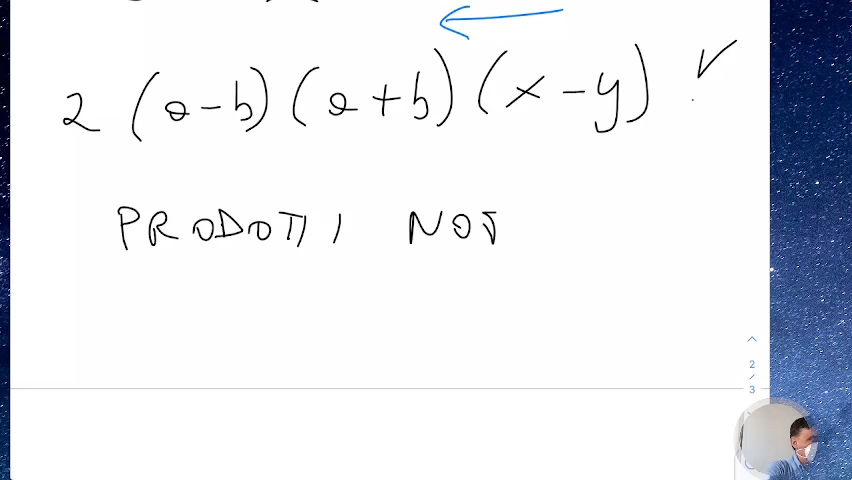 2 (a-b) (a+b) (x-y) ✓
PRODOTTI NOT
2
3